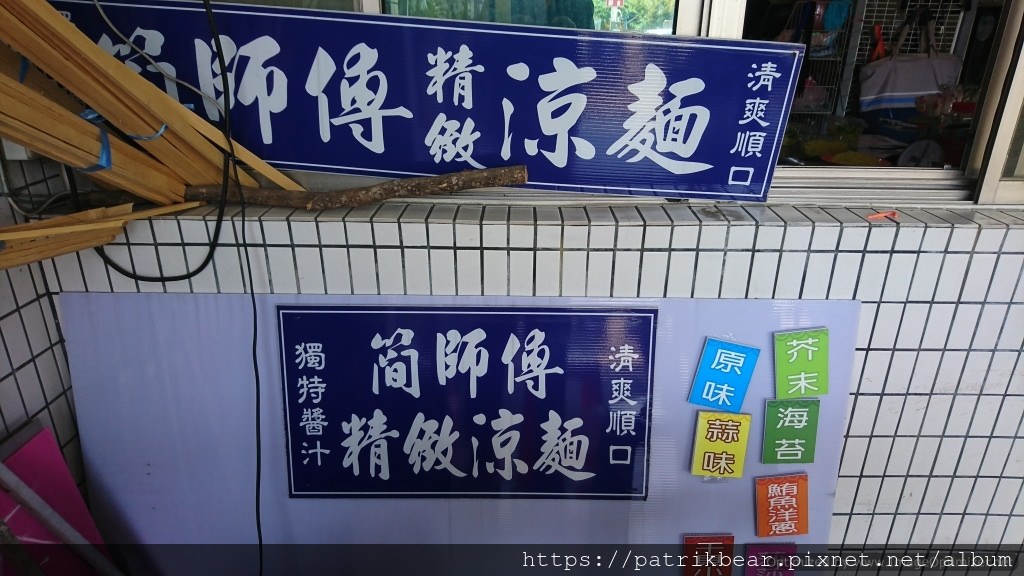 簡師傅精緻涼麵
清爽順口
獨特醬汁
簡師傅
精緻涼麵
清爽順口
原味
芥末
蒜味
海苔
鮪魚洋蔥
https://patrickbear.pixnet.net/album